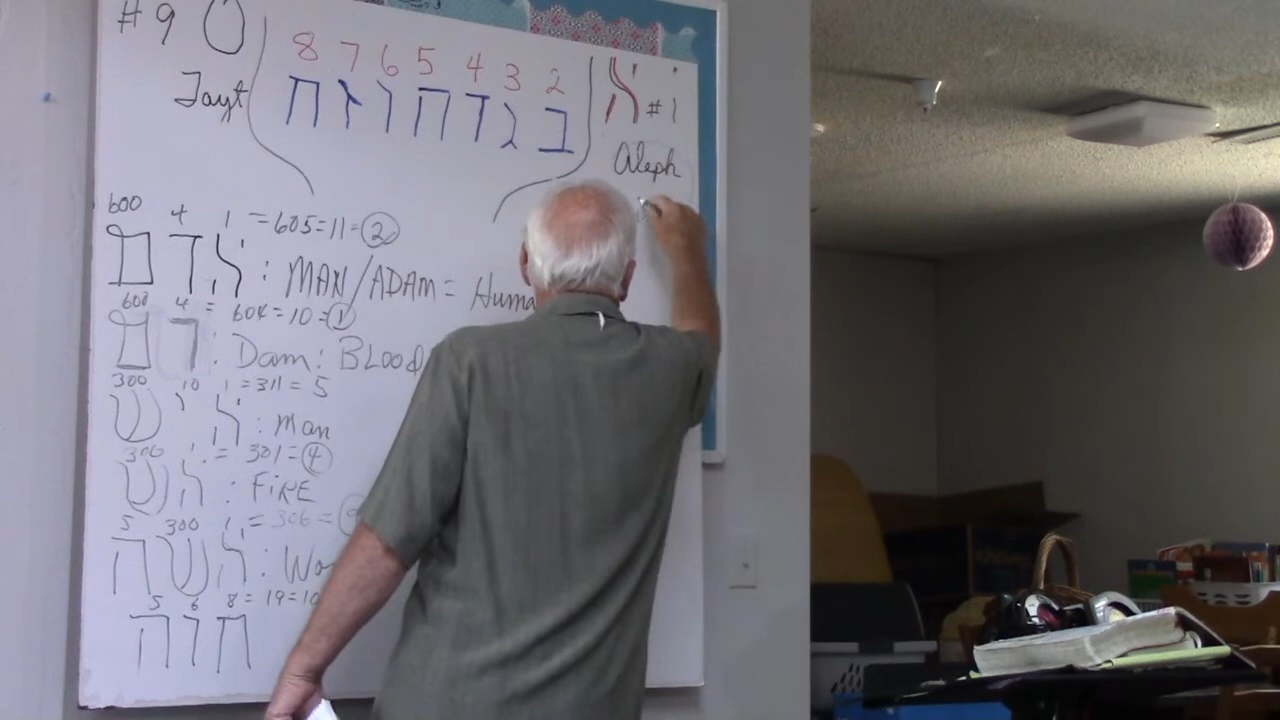 #9 8 7 6 5 4 3 2 א #1
Tayt ח ז ו ה ד ג ב Aleph
600 4 1 = 605 = 11 = 2
ם ד א : MAN / ADAM = Huma
600 4 = 604 = 10 = 1
ם ד : Dam : BLOOD
300 10 1 = 311 = 5
ש י א : Man
300 1 = 301 = 4
ש א : FiRE
5 300 1 = 306 =
ה ש א : Wo
5 6 8 = 19 = 10
ה ו ח